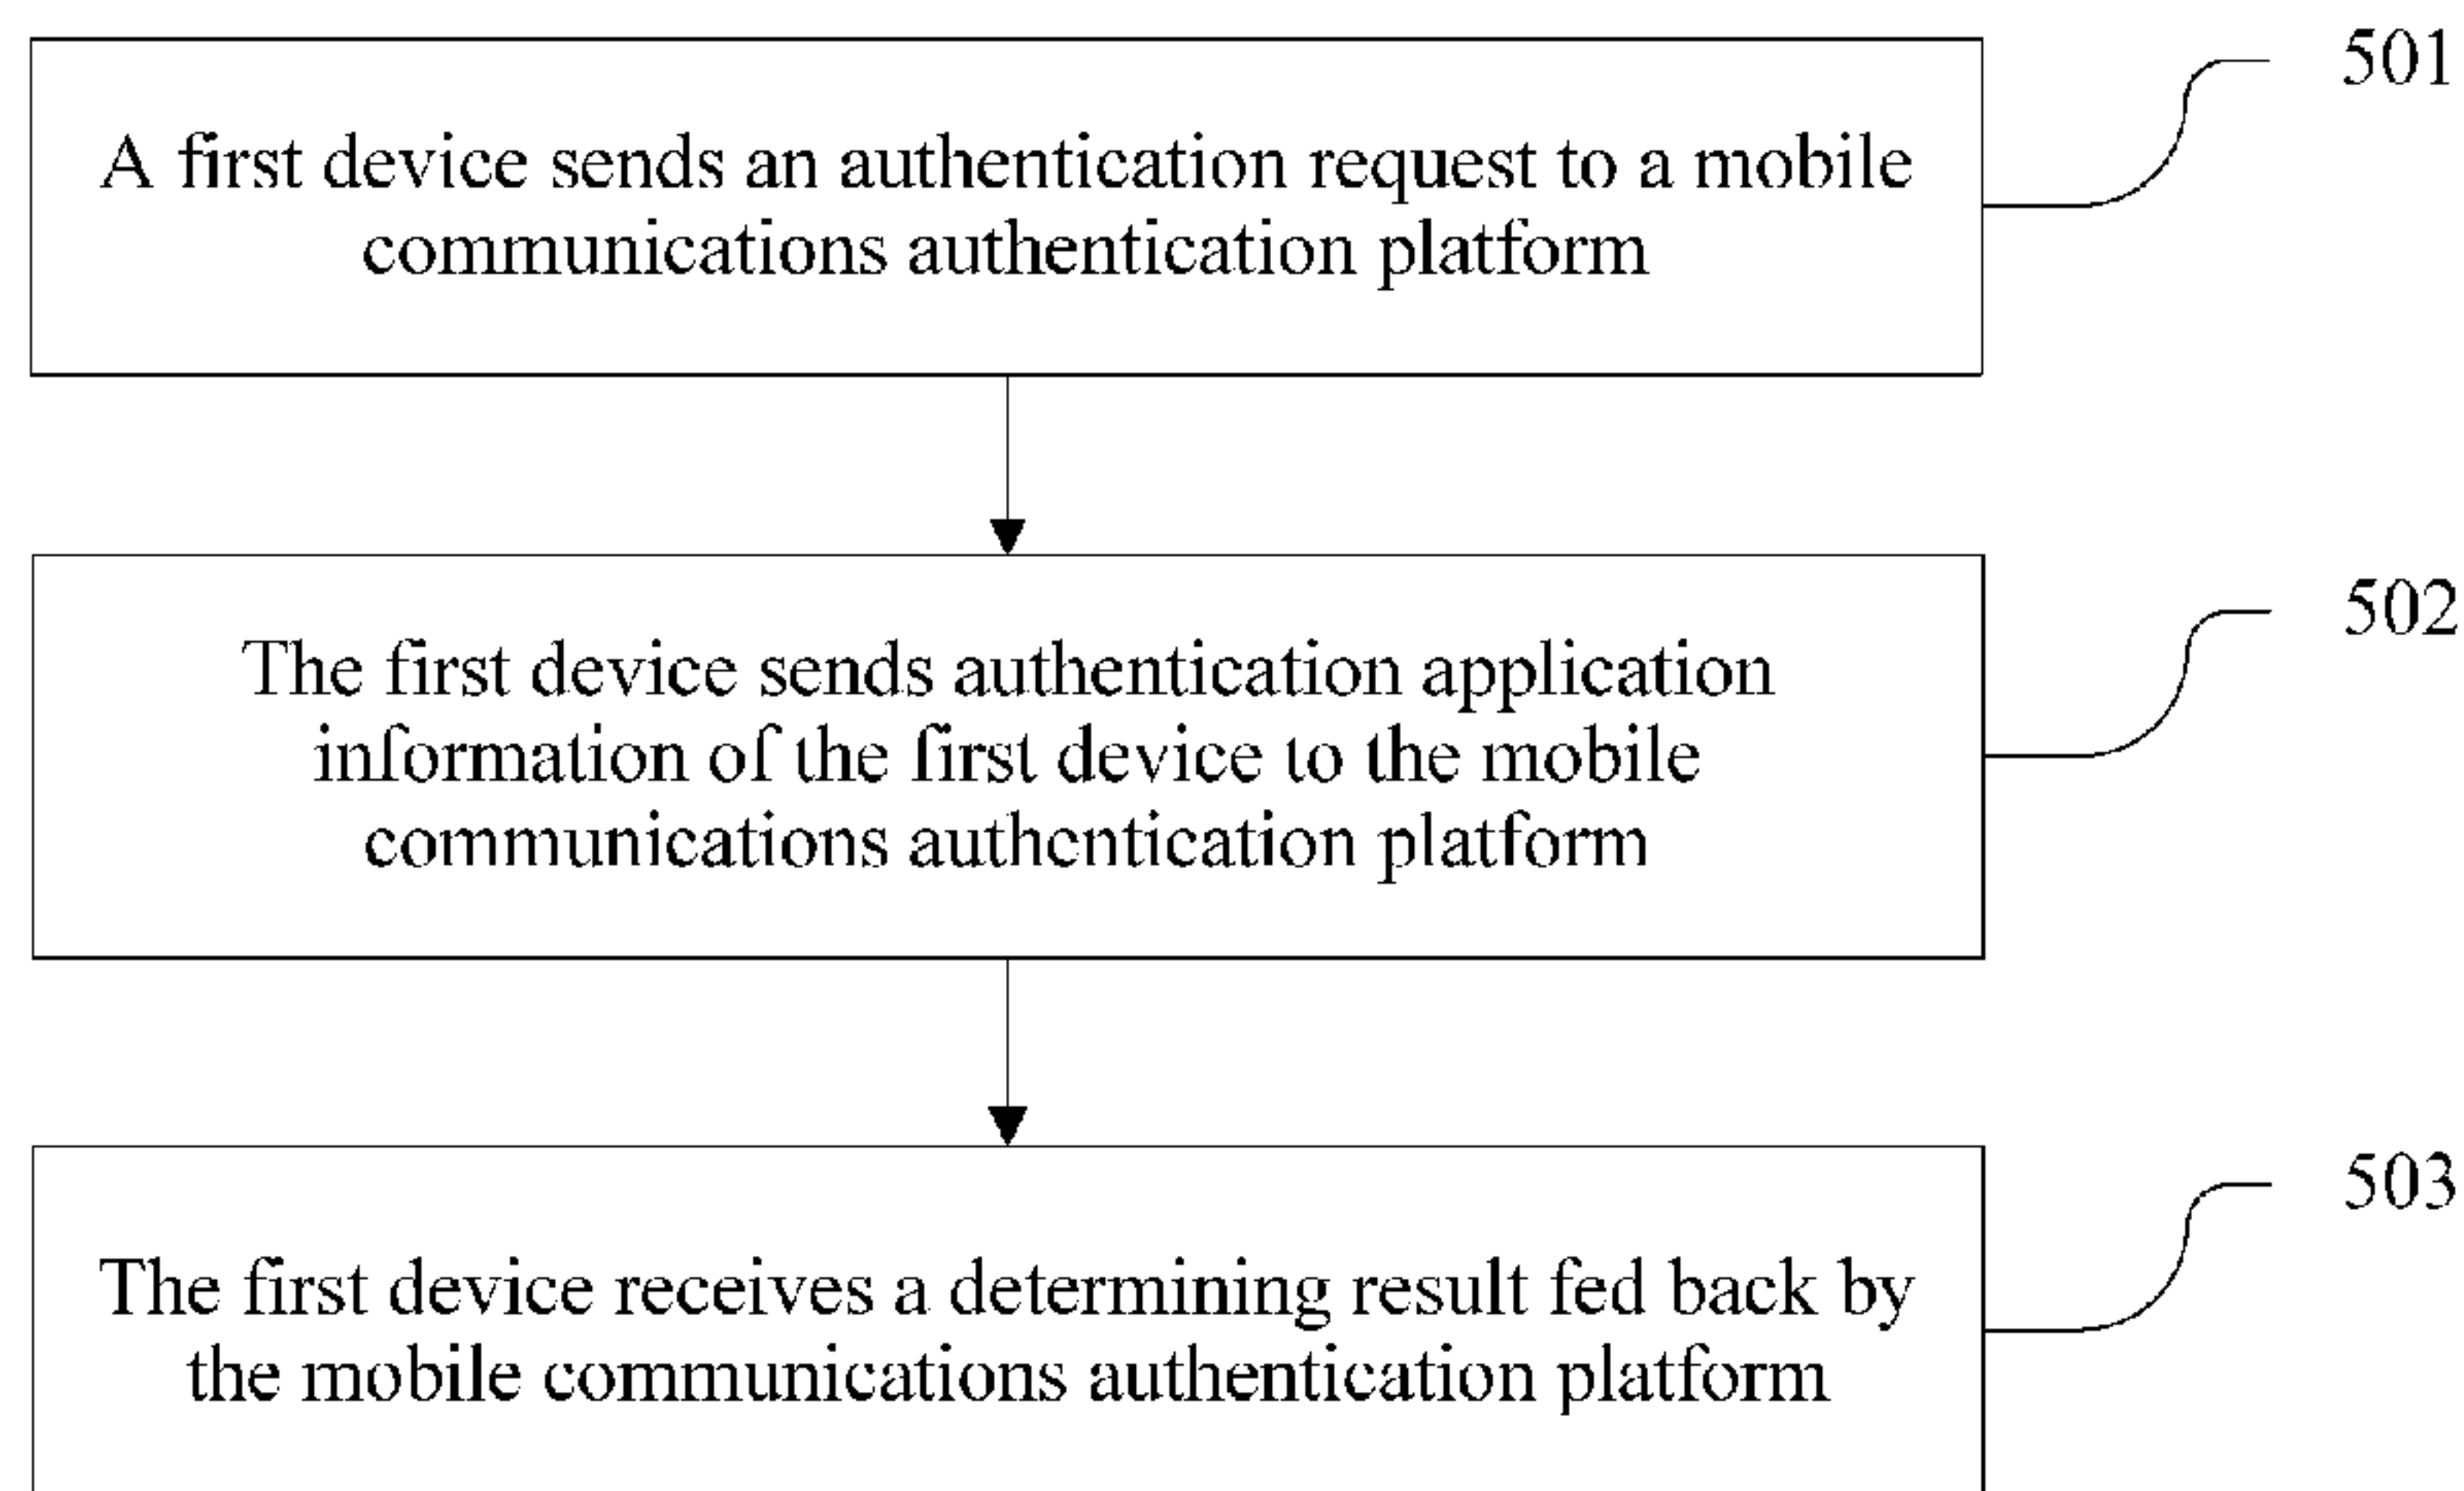 501
A first device sends an authentication request to a mobile
communications authentication platform
502
The first device sends authentication application
information of the first device to the mobile
communications authentication platform
503
The first device receives a determining result fed back by
the mobile communications authentication platform